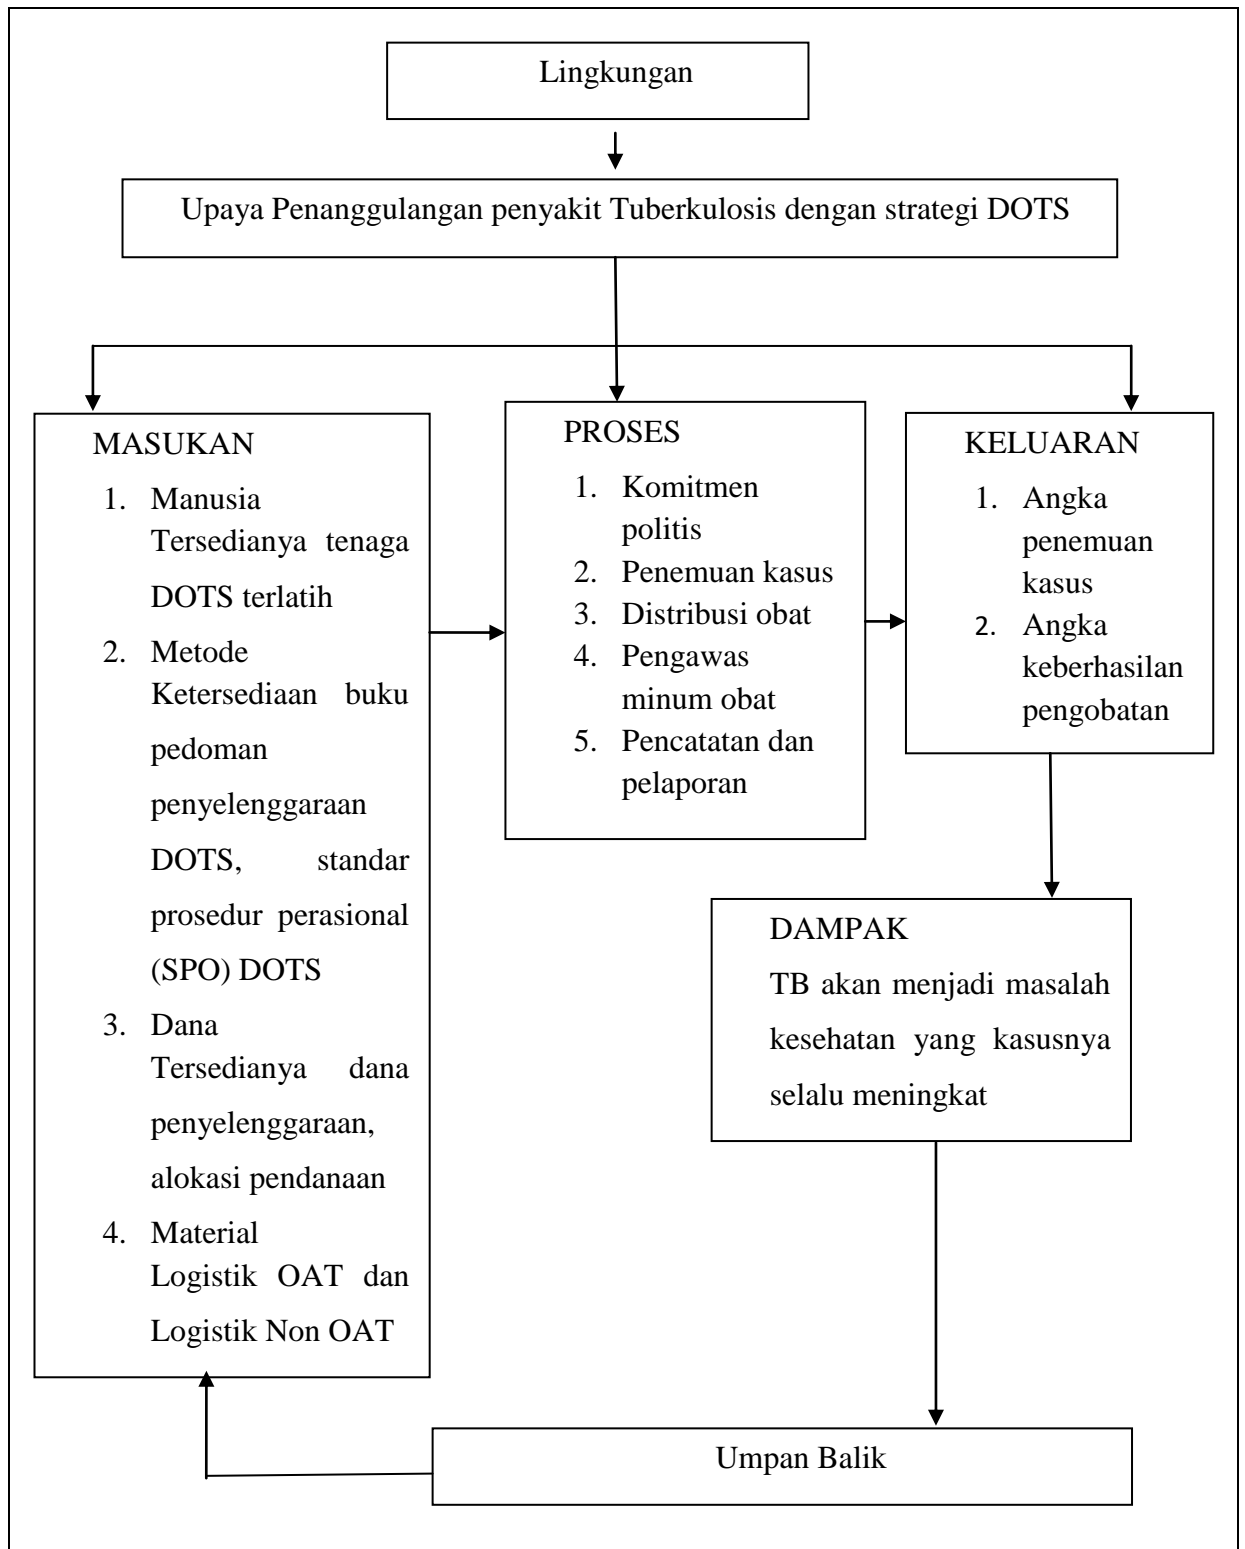 Lingkungan
Upaya Penanggulangan penyakit Tuberkulosis dengan strategi DOTS
MASUKAN
1. Manusia
Tersedianya tenaga
DOTS terlatih
2. Metode
Ketersediaan buku
pedoman
penyelenggaraan
DOTS, standar
prosedur perasional
(SPO) DOTS
3. Dana
Tersedianya dana
penyelenggaraan,
alokasi pendanaan
4. Material
Logistik OAT dan
Logistik Non OAT
PROSES
1. Komitmen
politis
2. Penemuan kasus
3. Distribusi obat
4. Pengawas
minum obat
5. Pencatatan dan
pelaporan
KELUARAN
1. Angka
penemuan
kasus
2. Angka
keberhasilan
pengobatan
DAMPAK
TB akan menjadi masalah
kesehatan yang kasusnya
selalu meningkat
Umpan Balik